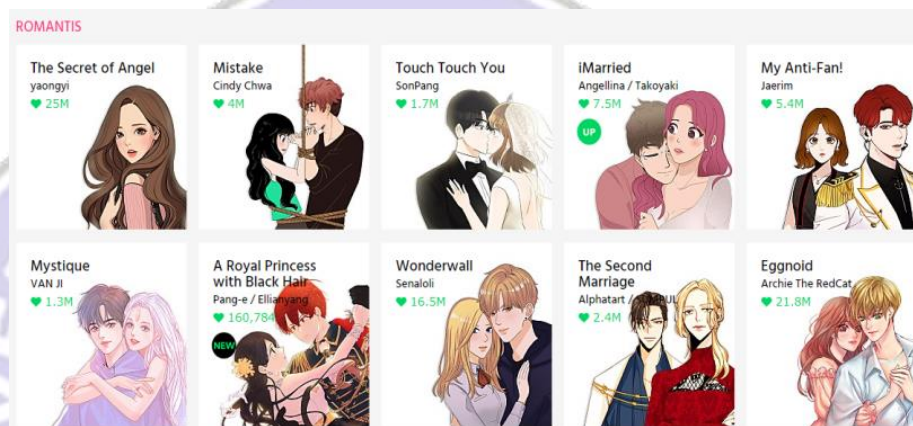 ROMANTIS
The Secret of Angel
yaongyi
25M
Mistake
Cindy Chwa
4M
Touch Touch You
SonPang
1.7M
iMarried
Angellina / Takoyaki
7.5M
UP
My Anti-Fan!
Jaerim
5.4M
Mystique
VAN JI
1.3M
A Royal Princess
with Black Hair
Pang-e / Ellianyang
160,784
NEW
Wonderwall
Senaloli
16.5M
The Second
Marriage
Alphatart /
2.4M
Eggnoid
Archie The RedCat
21.8M